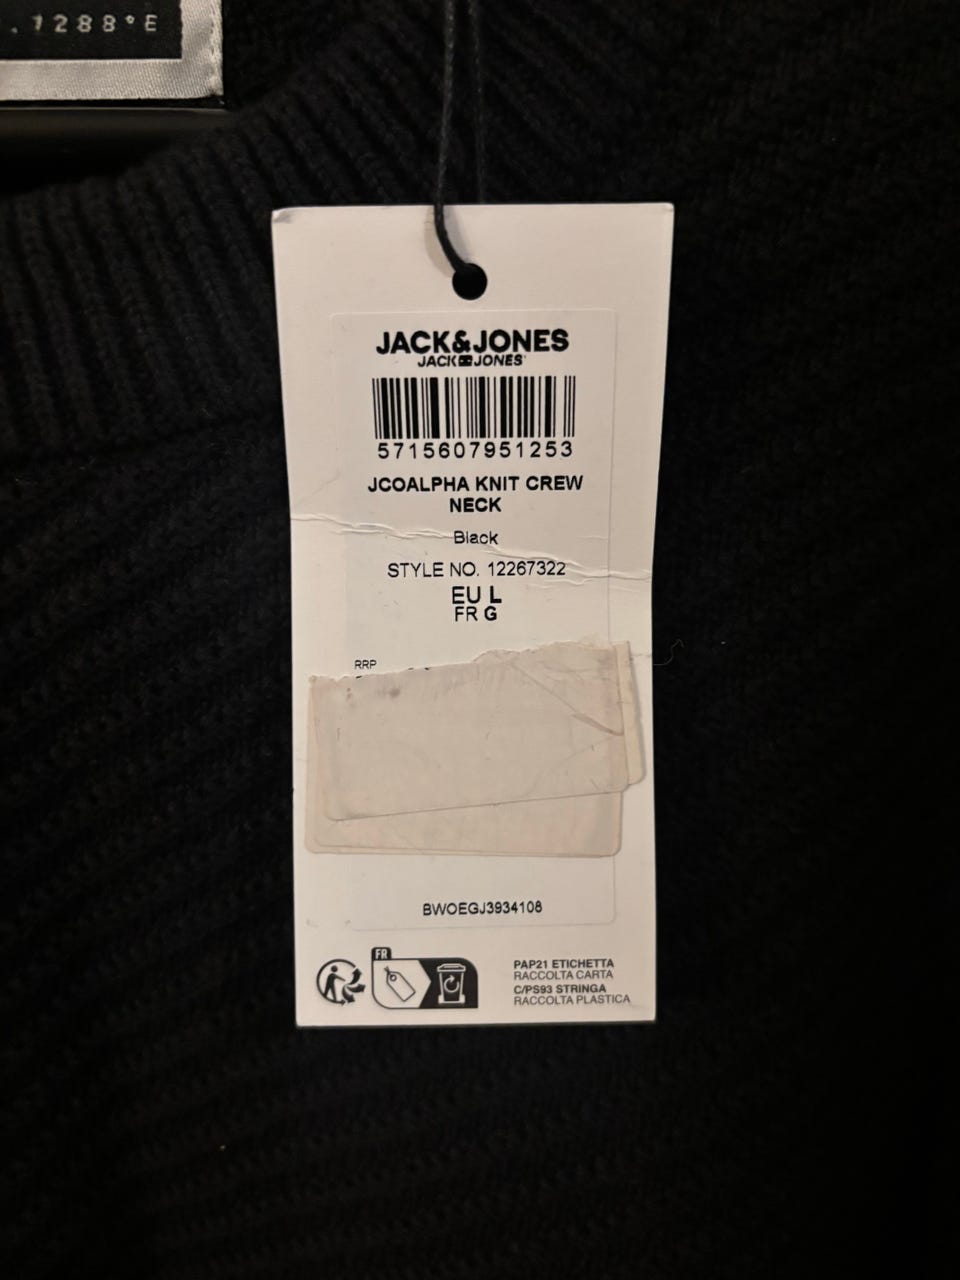 .1288°E
JACK&JONES
JACK JONES
5715607951253
JCOALPHA KNIT CREW
NECK
Black
STYLE NO. 12267322
EU L
FR G
RRP
BWOEGJ3934108
FR
PAP21 ETICHETTA
RACCOLTA CARTA
C/PS93 STRINGA
RACCOLTA PLASTICA